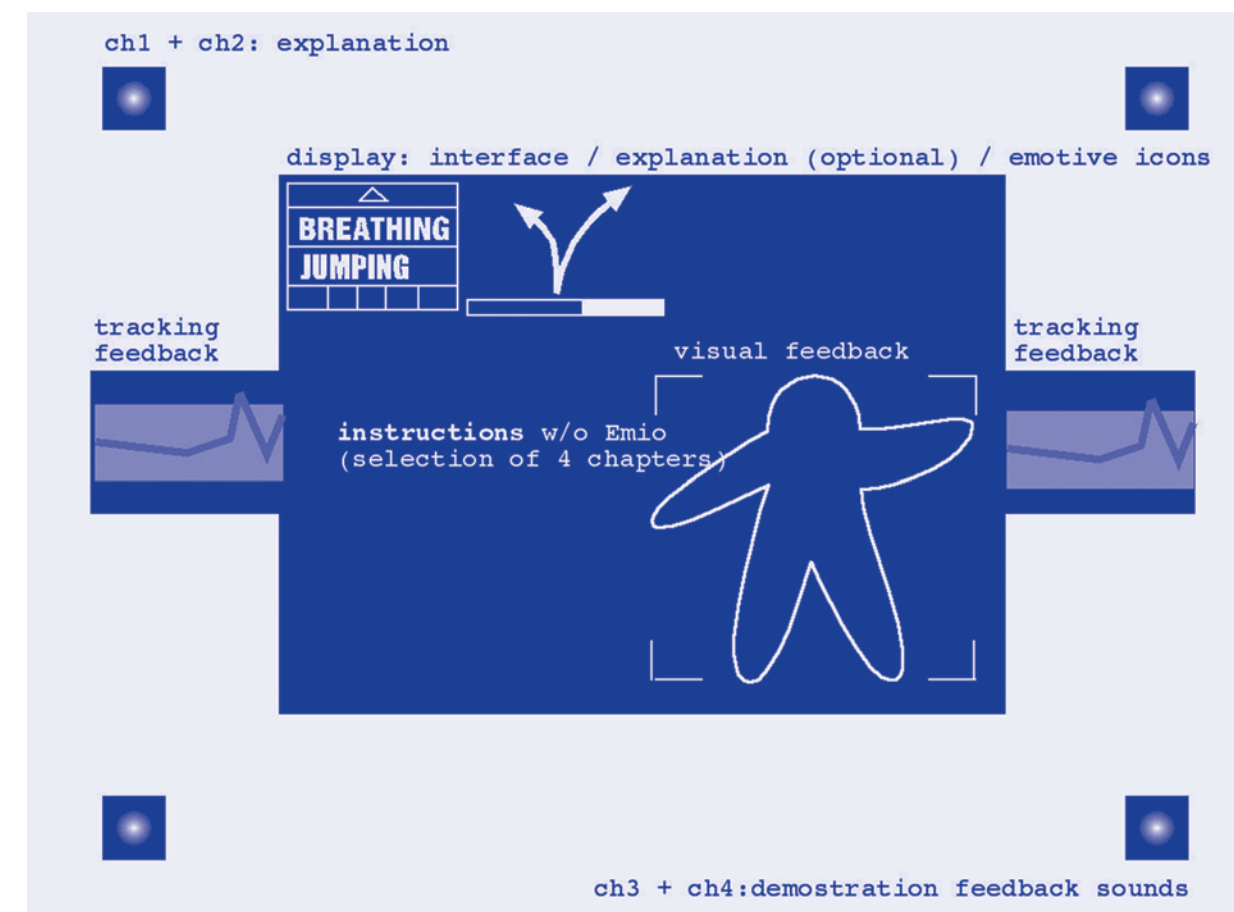 ch1 + ch2: explanation
display: interface / explanation (optional) / emotive icons
BREATHING
JUMPING
tracking
feedback
visual feedback
instructions w/o Emio
(selection of 4 chapters)
tracking
feedback
ch3 + ch4:demostration feedback sounds